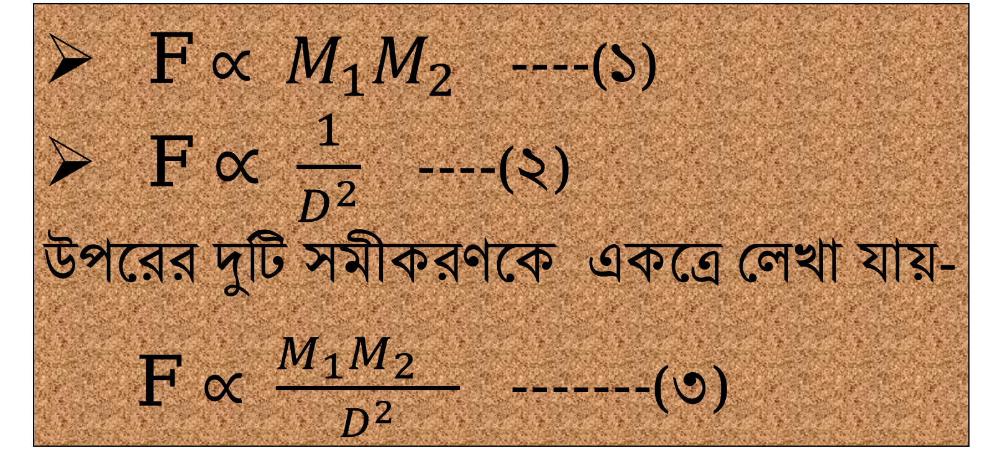 ➢ F ∝ M₁M₂ ----(১)
➢ F ∝ 1/D² ----(২)
উপরের দুটি সমীকরণকে একত্রে লেখা যায়-
F ∝ M₁M₂/D² -------(৩)